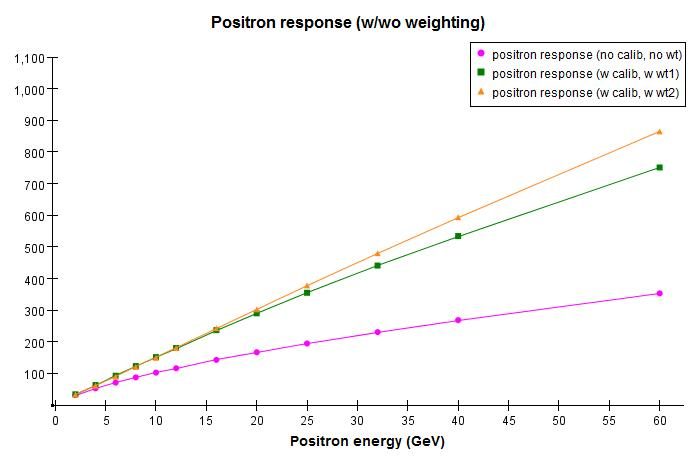 Positron response (w/wo weighting)
positron response (no calib, no wt)
positron response (w calib, w wt1)
positron response (w calib, w wt2)
1,100
1,000
900
800
700
600
500
400
300
200
100
0 5 10 15 20 25 30 35 40 45 50 55 60
Positron energy (GeV)